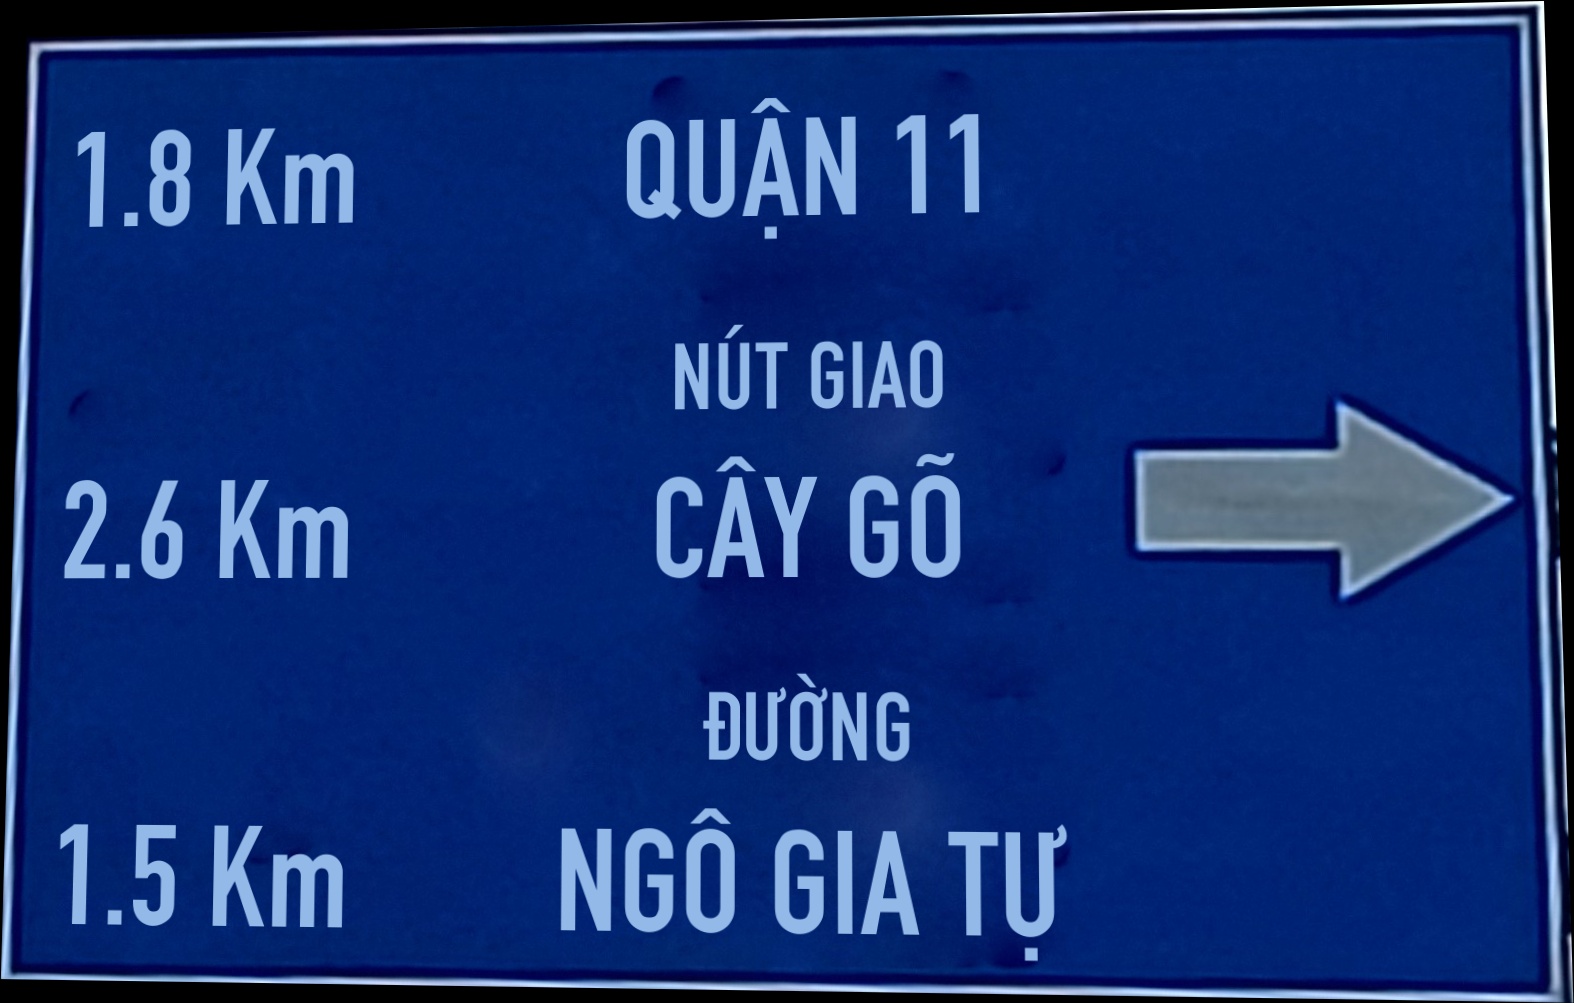 1.8 Km QUẬN 11
NÚT GIAO
2.6 Km CÂY GÕ
ĐƯỜNG
1.5 Km NGÔ GIA TỰ